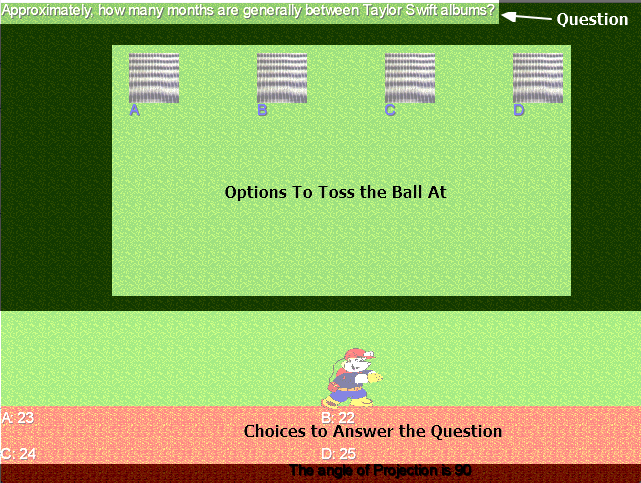 Approximately, how many months are generally between Taylor Swift albums?
Question
A B C D
Options To Toss the Ball At
A: 23 B: 22
Choices to Answer the Question
C: 24 D: 25
The angle of Projection is 90